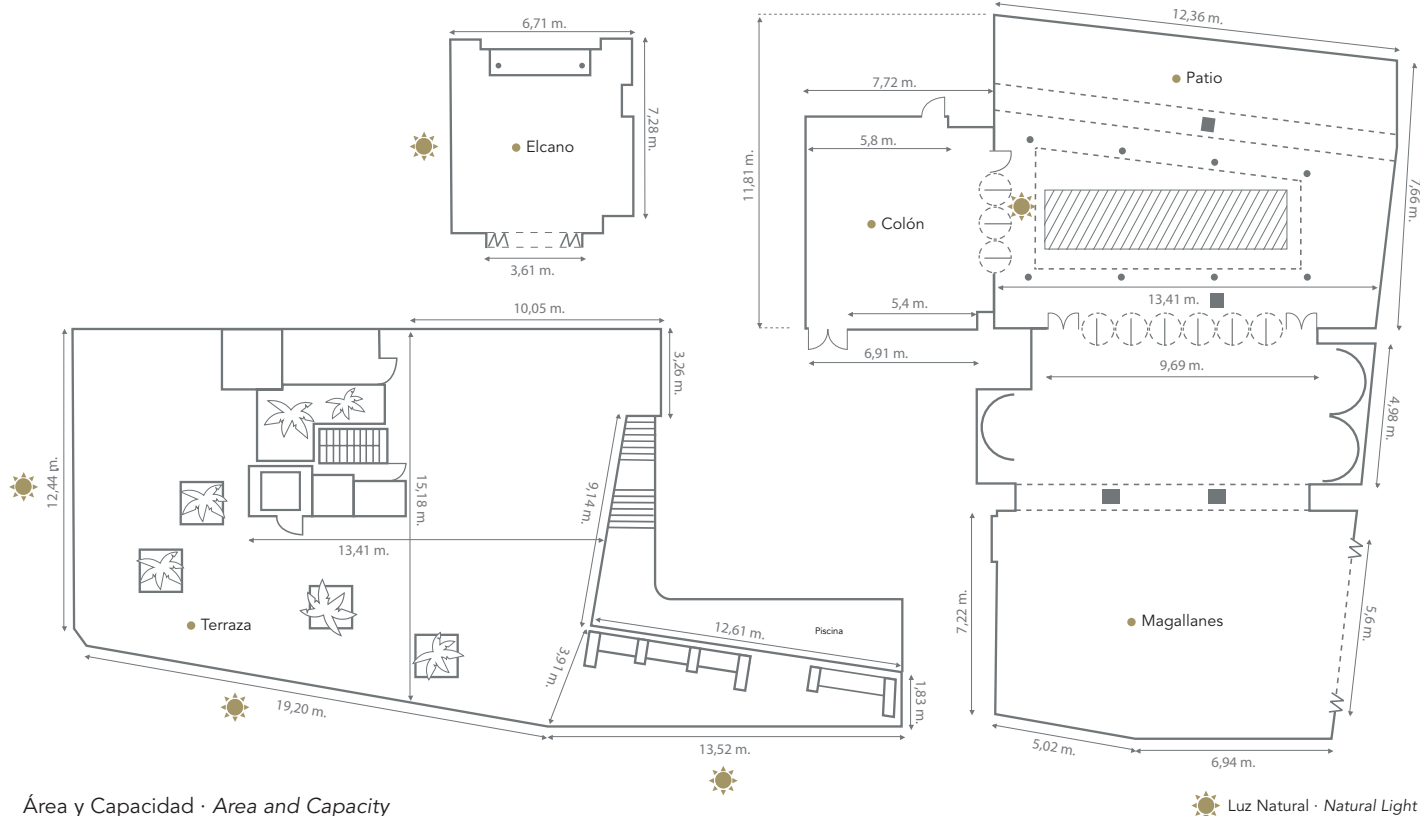 6,71 m.
7,28 m.
Elcano
3,61 m.
12,36 m.
Patio
7,72 m.
11,81 m.
5,8 m.
Colón
7,66 m.
13,41 m.
5,4 m.
6,91 m.
9,69 m.
4,98 m.
10,05 m.
3,26 m.
12,44 m.
15,18 m.
9,14 m.
13,41 m.
Terraza
12,61 m.
Piscina
3,91 m.
1,83 m.
19,20 m.
13,52 m.
7,22 m.
Magallanes
5,6 m.
5,02 m.
6,94 m.
Área y Capacidad · Area and Capacity
Luz Natural · Natural Light